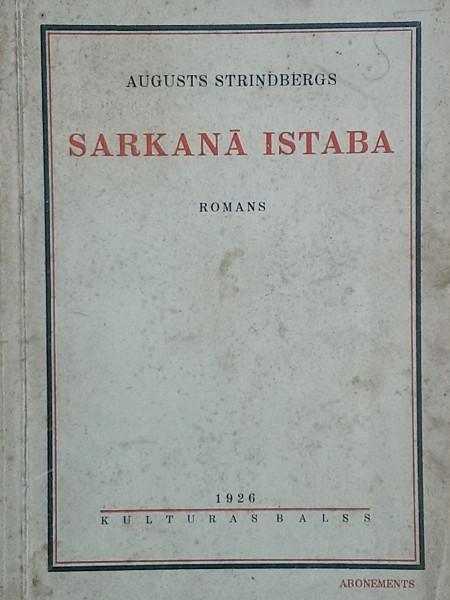 AUGUSTS STRINDBERGS
SARKANĀ ISTABA
ROMANS
1926
KULTURAS BALSS
ABONEMENTS